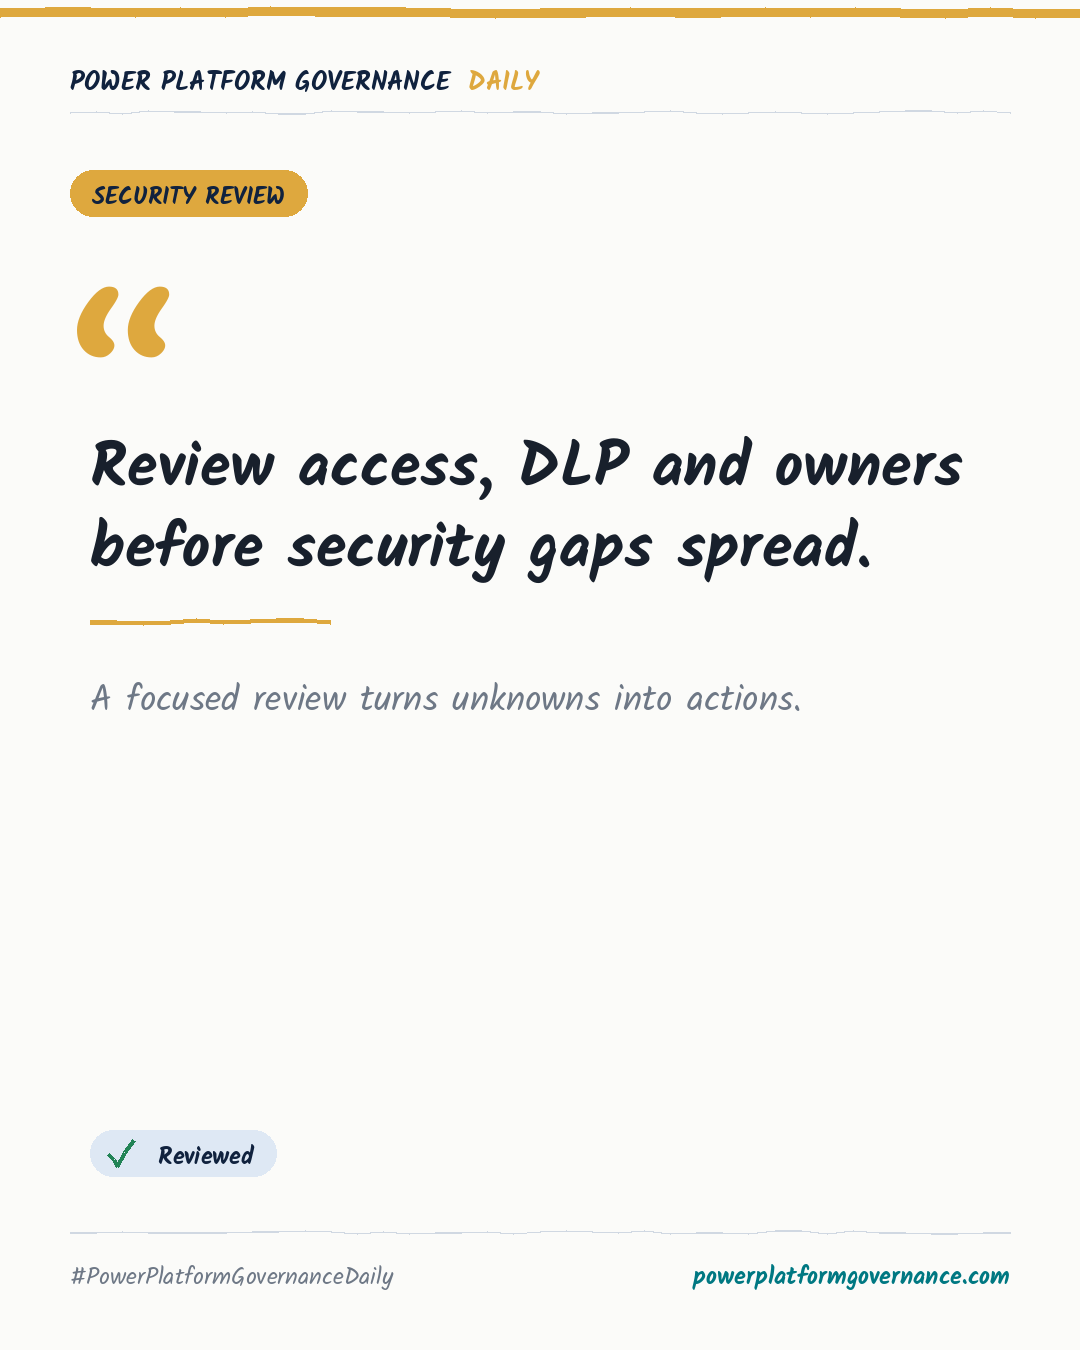 POWER PLATFORM GOVERNANCE DAILY
SECURITY REVIEW
“
Review access, DLP and owners
before security gaps spread.
A focused review turns unknowns into actions.
Reviewed
#PowerPlatformGovernanceDaily
powerplatformgovernance.com